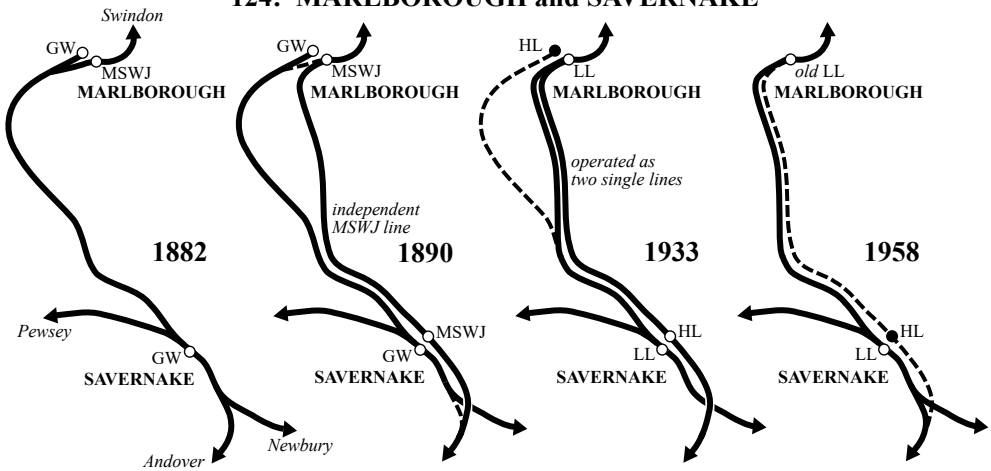 124: MARLBOROUGH and SAVERNAKE
Swindon
GW
MSWJ
MARLBOROUGH
1882
Pewsey
GW
SAVERNAKE
Newbury
Andover
GW
MSWJ
MARLBOROUGH
independent
MSWJ line
1890
MSWJ
GW
SAVERNAKE
HL
LL
MARLBOROUGH
operated as
two single lines
1933
HL
LL
SAVERNAKE
old LL
MARLBOROUGH
1958
HL
LL
SAVERNAKE